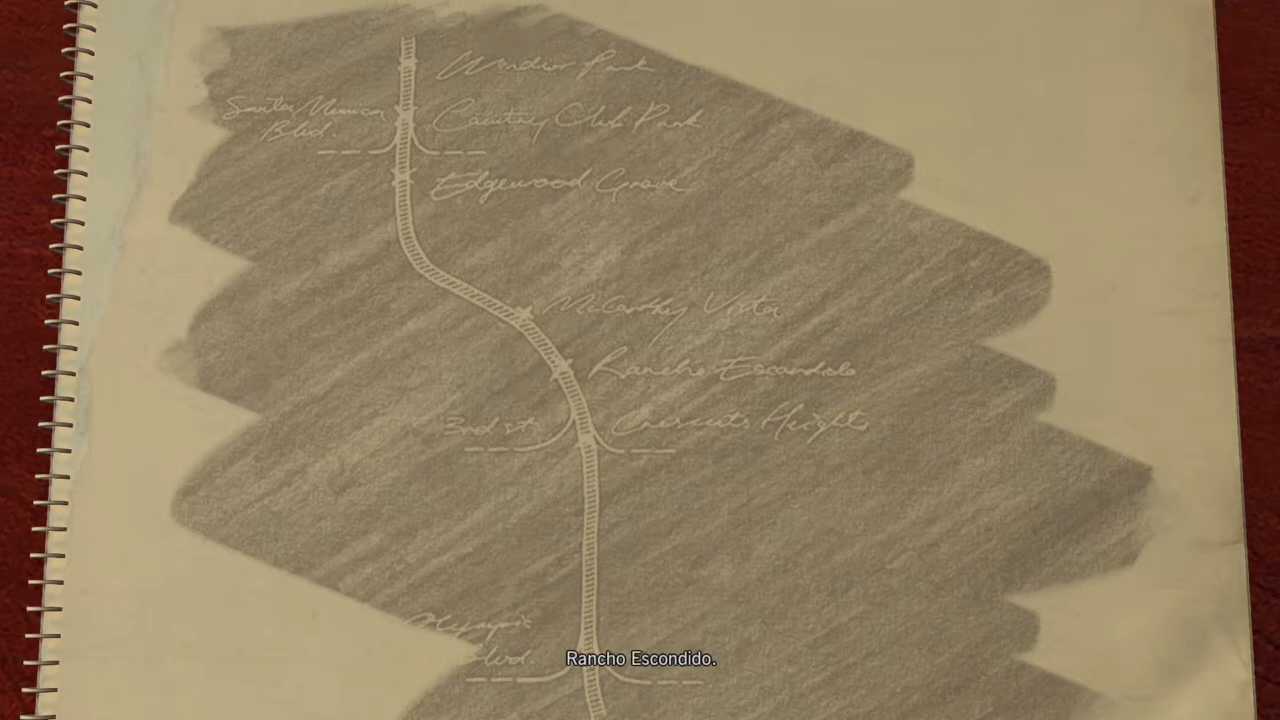 Windsor Park
Santa Monica
Blvd.
Country Club Park
Edgewood Grove
McCarthy Vista
Rancho Escondido
3rd st.
Crescents Heights
Olympic
Blvd.
Rancho Escondido.